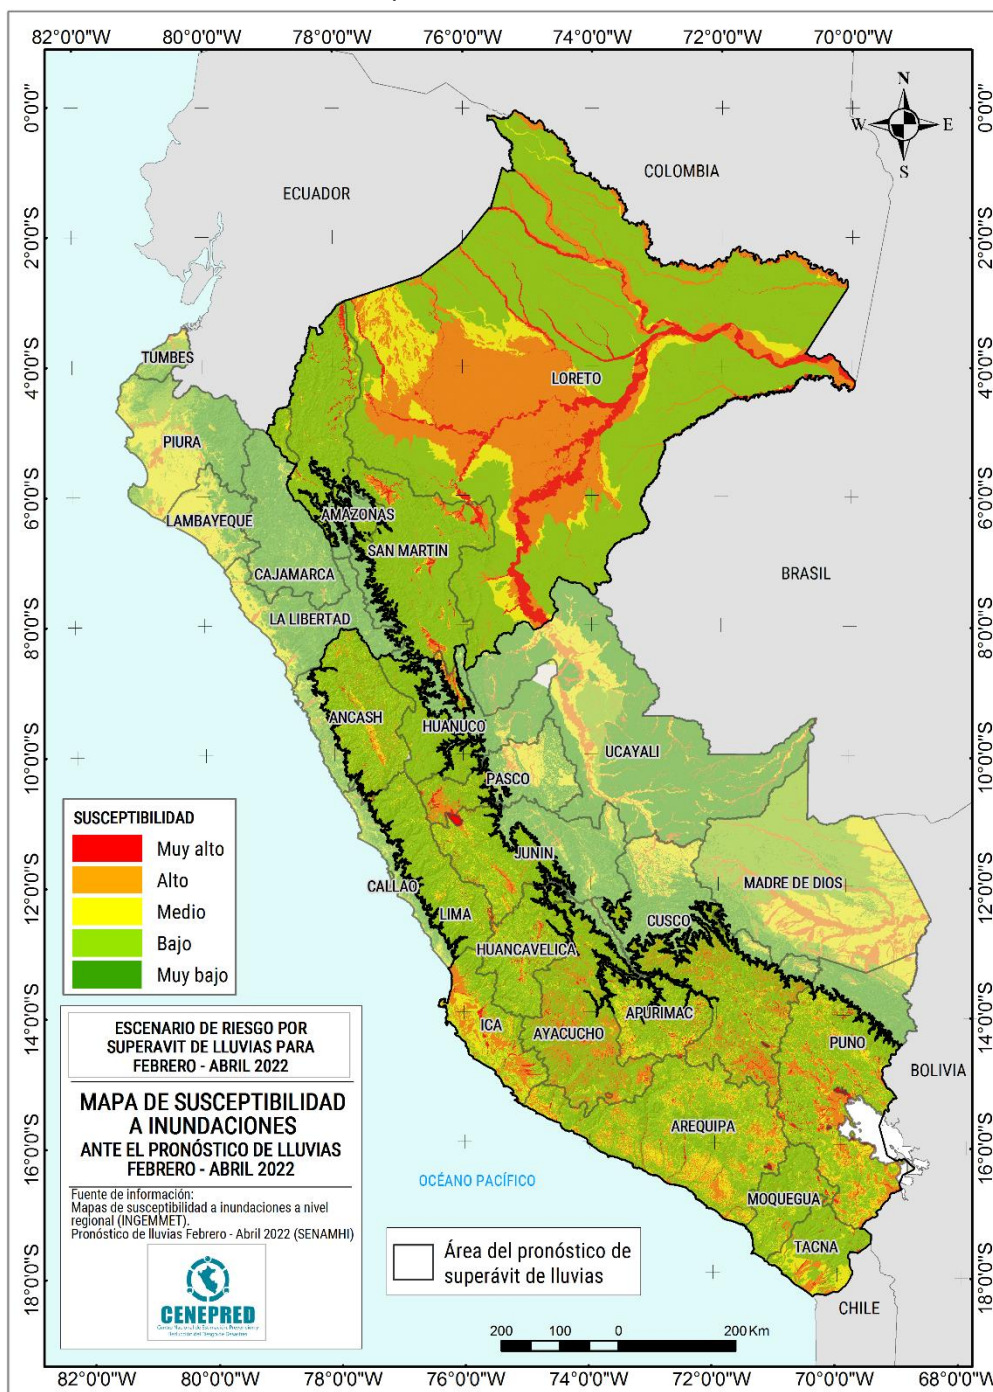 82°0'0"W 80°0'0"W 78°0'0"W 76°0'0"W 74°0'0"W 72°0'0"W 70°0'0"W
0°0'0"
2°0'0"S
4°0'0"S
6°0'0"S
8°0'0"S
10°0'0"S
12°0'0"S
14°0'0"S
16°0'0"S
18°0'0"S
N
W E
S
COLOMBIA
ECUADOR
TUMBES
LORETO
PIURA
LAMBAYEQUE
AMAZONAS
SAN MARTIN
CAJAMARCA
BRASIL
LA LIBERTAD
ANCASH
HUANUCO
UCAYALI
PASCO
JUNIN
CALLAO
MADRE DE DIOS
LIMA
CUSCO
HUANCAVELICA
ICA
AYACUCHO
APURIMAC
PUNO
BOLIVIA
AREQUIPA
OCÉANO PACÍFICO
MOQUEGUA
TACNA
CHILE
SUSCEPTIBILIDAD
Muy alto
Alto
Medio
Bajo
Muy bajo
ESCENARIO DE RIESGO POR
SUPERAVIT DE LLUVIAS PARA
FEBRERO - ABRIL 2022
MAPA DE SUSCEPTIBILIDAD
A INUNDACIONES
ANTE EL PRONÓSTICO DE LLUVIAS
FEBRERO - ABRIL 2022
Fuente de información:
Mapas de susceptibilidad a inundaciones a nivel
regional (INGEMMET).
Pronóstico de lluvias Febrero - Abril 2022 (SENAMHI)
CENEPRED
Centro Nacional de Estimación, Prevención y
Reducción del Riesgo de Desastres
Área del pronóstico de
superávit de lluvias
200 100 0 200 Km
0°0'0"
2°0'0"S
4°0'0"S
6°0'0"S
8°0'0"S
10°0'0"S
12°0'0"S
14°0'0"S
16°0'0"S
18°0'0"S
82°0'0"W 80°0'0"W 78°0'0"W 76°0'0"W 74°0'0"W 72°0'0"W 70°0'0"W 68°0'0"W